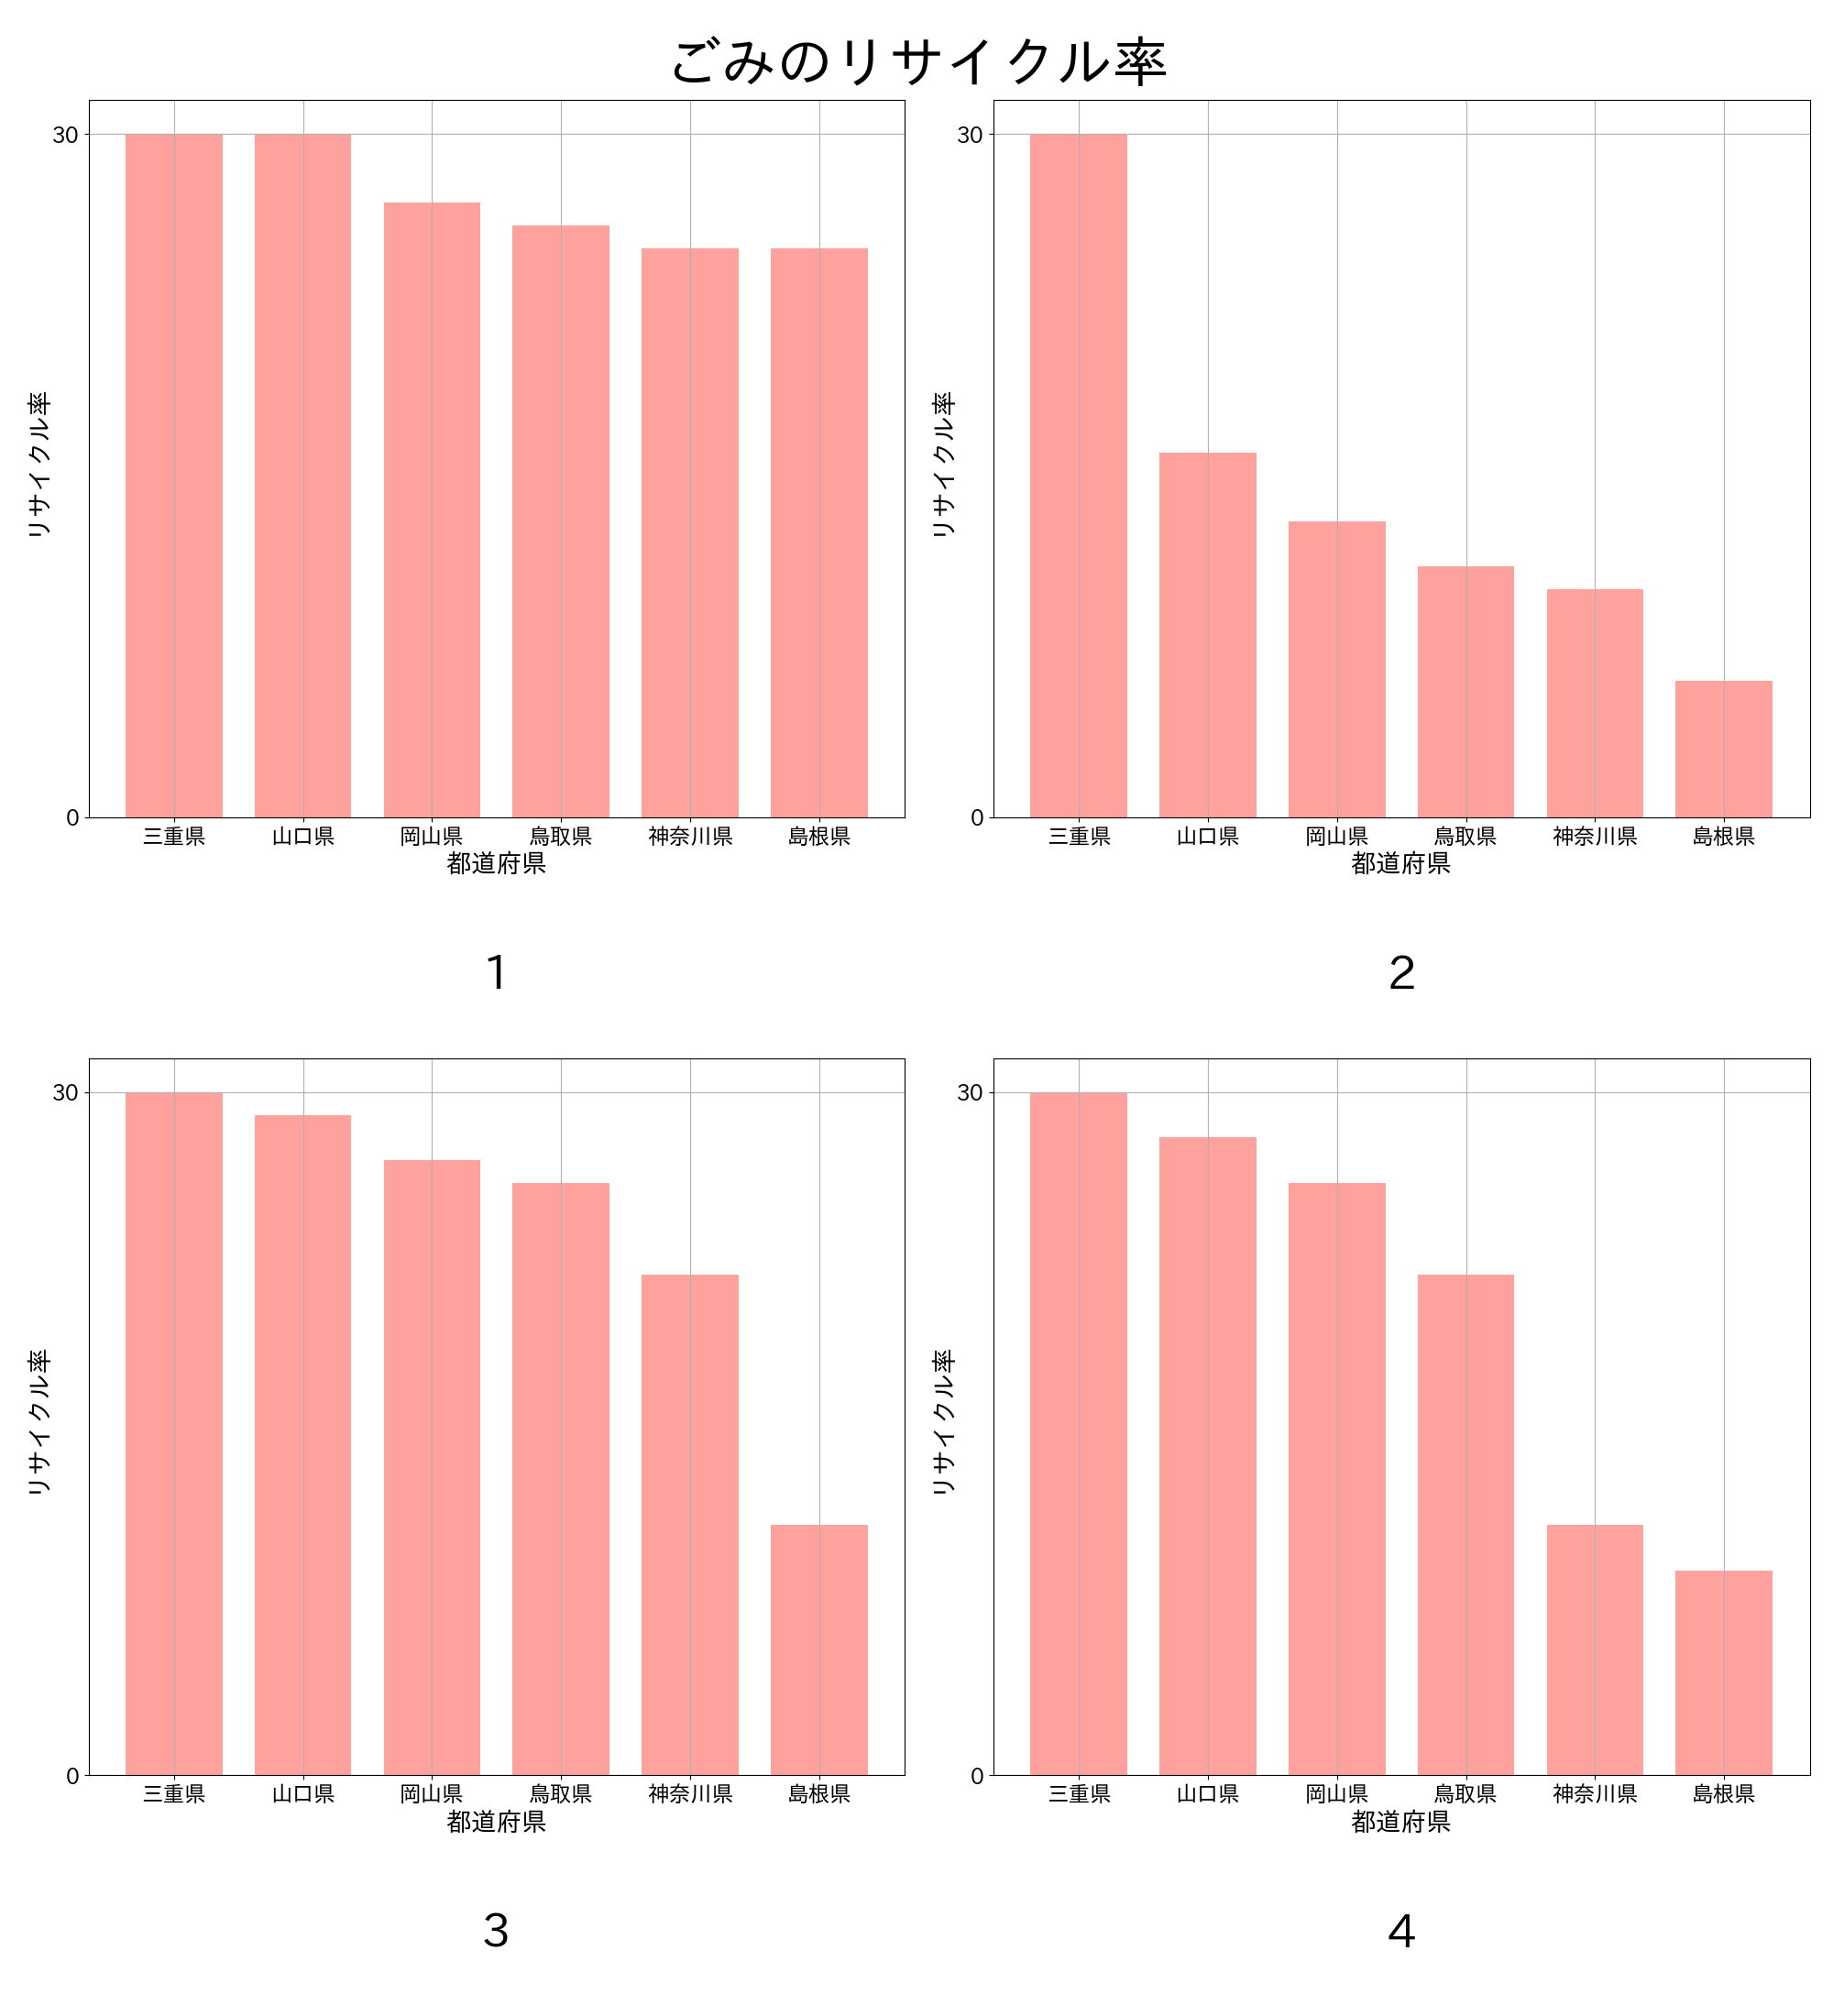 ごみのリサイクル率
30
0
リサイクル率
三重県 山口県 岡山県 鳥取県 神奈川県 島根県
都道府県
1
30
0
リサイクル率
三重県 山口県 岡山県 鳥取県 神奈川県 島根県
都道府県
2
30
0
リサイクル率
三重県 山口県 岡山県 鳥取県 神奈川県 島根県
都道府県
3
30
0
リサイクル率
三重県 山口県 岡山県 鳥取県 神奈川県 島根県
都道府県
4